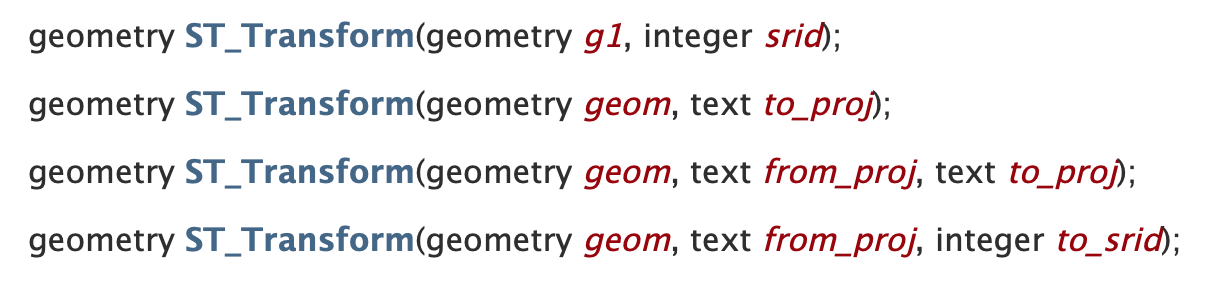 geometry ST_Transform(geometry g1, integer srid);
geometry ST_Transform(geometry geom, text to_proj);
geometry ST_Transform(geometry geom, text from_proj, text to_proj);
geometry ST_Transform(geometry geom, text from_proj, integer to_srid);